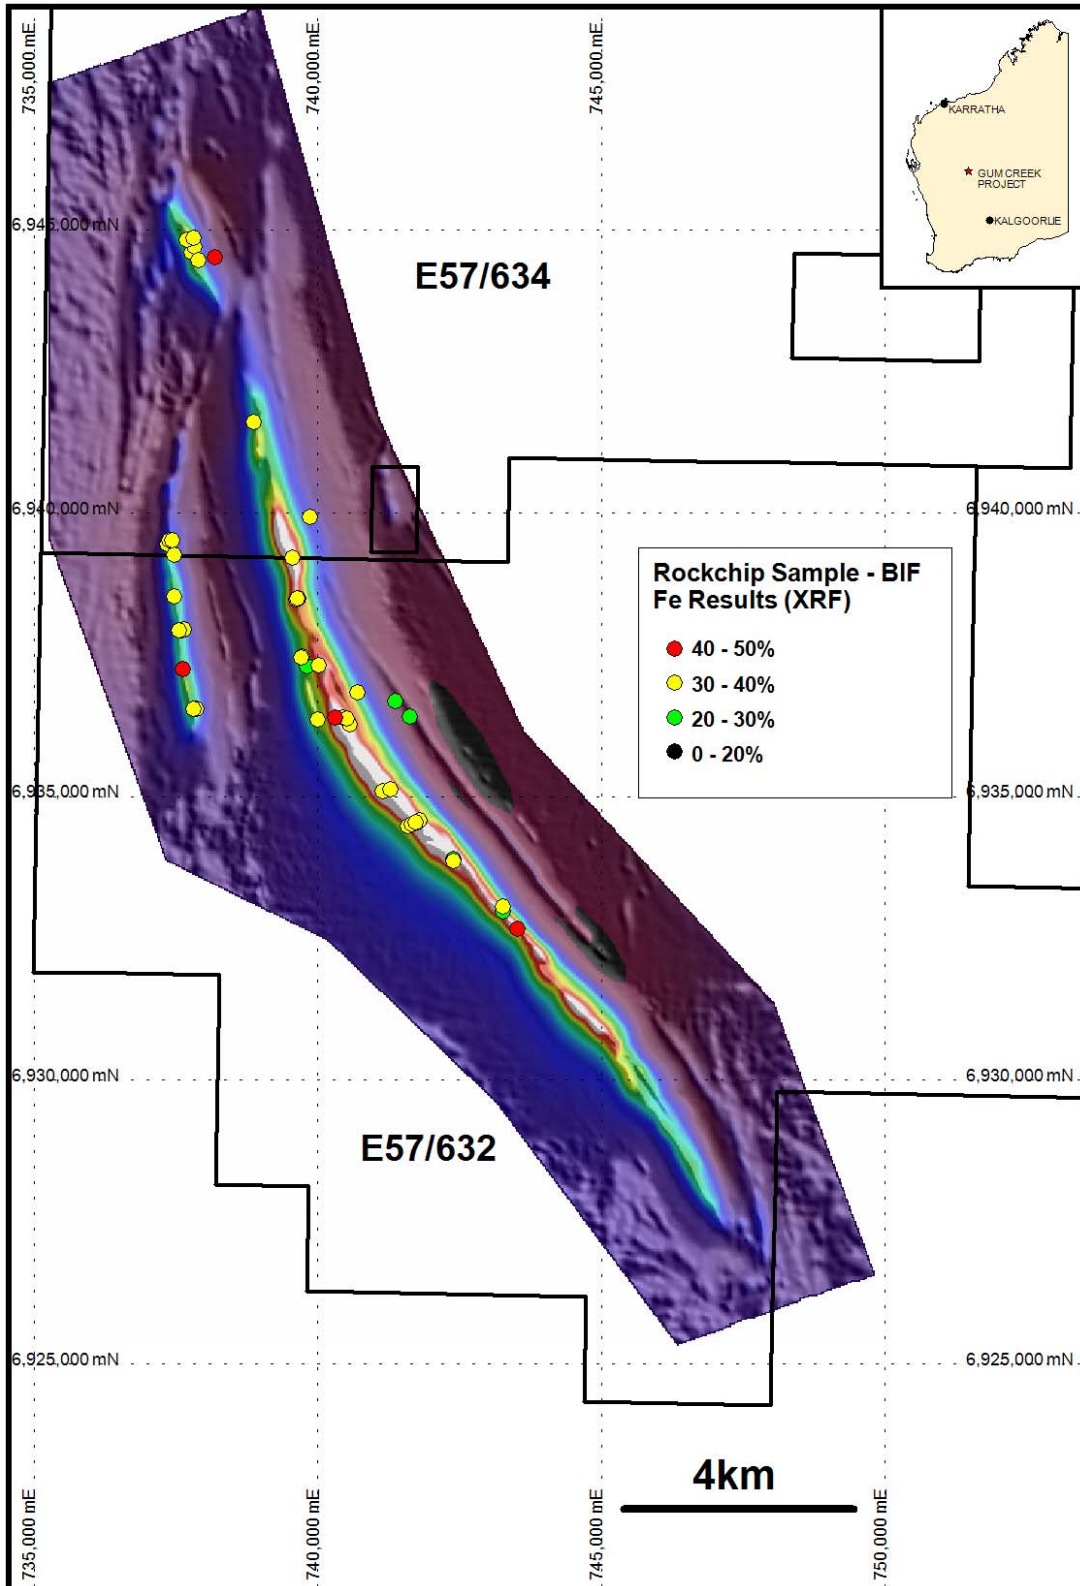 735,000 mE
740,000 mE
745,000 mE
KARRATHA
GUM CREEK
PROJECT
KALGOORLIE
6,945,000 mN
E57/634
6,940,000 mN
6,940,000 mN
Rockchip Sample - BIF
Fe Results (XRF)
40 - 50%
30 - 40%
20 - 30%
0 - 20%
6,935,000 mN
6,935,000 mN
6,930,000 mN
6,930,000 mN
E57/632
6,925,000 mN
6,925,000 mN
4km
735,000 mE
740,000 mE
745,000 mE
750,000 mE